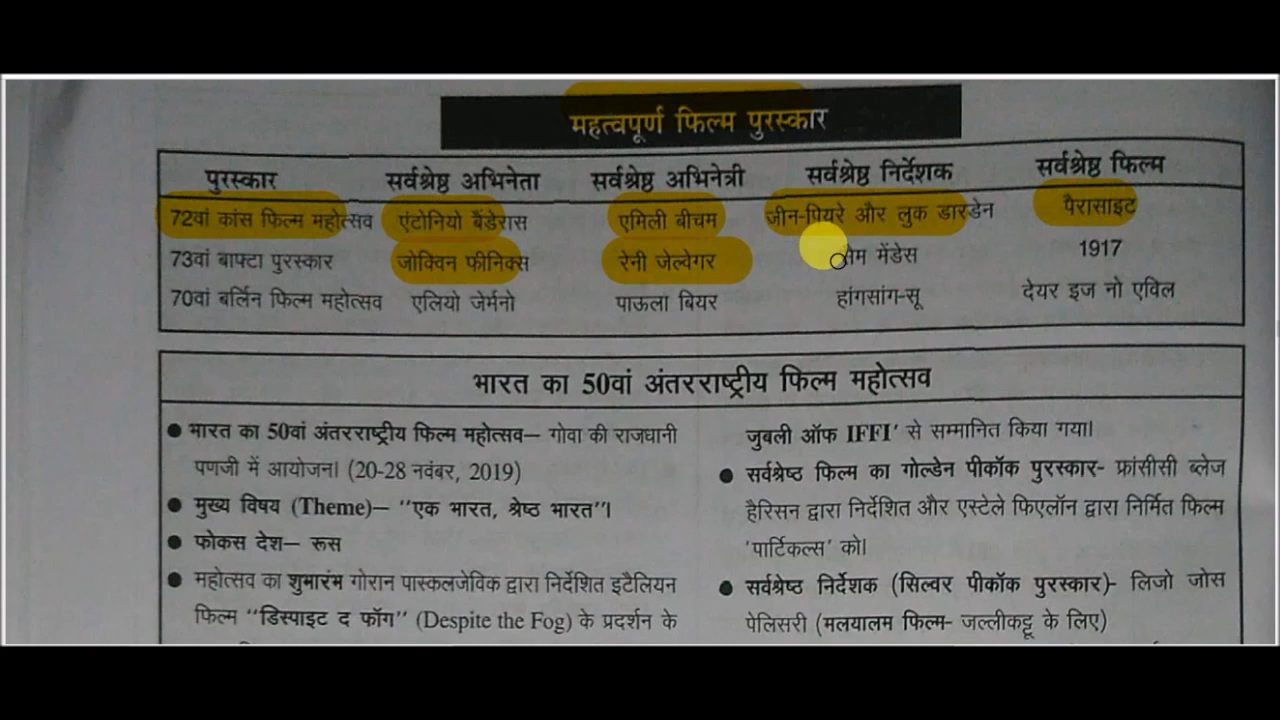 महत्वपूर्ण फिल्म पुरस्कार
पुरस्कार सर्वश्रेष्ठ अभिनेता सर्वश्रेष्ठ अभिनेत्री सर्वश्रेष्ठ निर्देशक सर्वश्रेष्ठ फिल्म
72वां कांस फिल्म महोत्सव एंटोनियो बैंडेरास एमिली बीचम जीन-पियरे और लुक डारडेन पैरासाइट
73वां बाफ्टा पुरस्कार जोक्विन फीनिक्स रेनी जेल्वेगर सैम मेंडेस 1917
70वां बर्लिन फिल्म महोत्सव एलियो जेर्मनो पाऊला बियर हांगसांग-सू देयर इज नो एविल
भारत का 50वां अंतरराष्ट्रीय फिल्म महोत्सव
● भारत का 50वां अंतरराष्ट्रीय फिल्म महोत्सव– गोवा की राजधानी
पणजी में आयोजन। (20-28 नवंबर, 2019)
● मुख्य विषय (Theme)– ‘‘एक भारत, श्रेष्ठ भारत’’।
● फोकस देश– रूस
● महोत्सव का शुभारंभ गोरान पास्कलजेविक द्वारा निर्देशित इटैलियन
फिल्म ‘‘डिस्पाइट द फॉग’’ (Despite the Fog) के प्रदर्शन के
जुबली ऑफ IFFI’ से सम्मानित किया गया।
● सर्वश्रेष्ठ फिल्म का गोल्डेन पीकॉक पुरस्कार- फ्रांसीसी ब्लेज
हैरिसन द्वारा निर्देशित और एस्टेले फिएलॉन द्वारा निर्मित फिल्म
‘पार्टिकल्स’ को।
● सर्वश्रेष्ठ निर्देशक (सिल्वर पीकॉक पुरस्कार)- लिजो जोस
पेलिसरी (मलयालम फिल्म- जल्लीकट्टू के लिए)